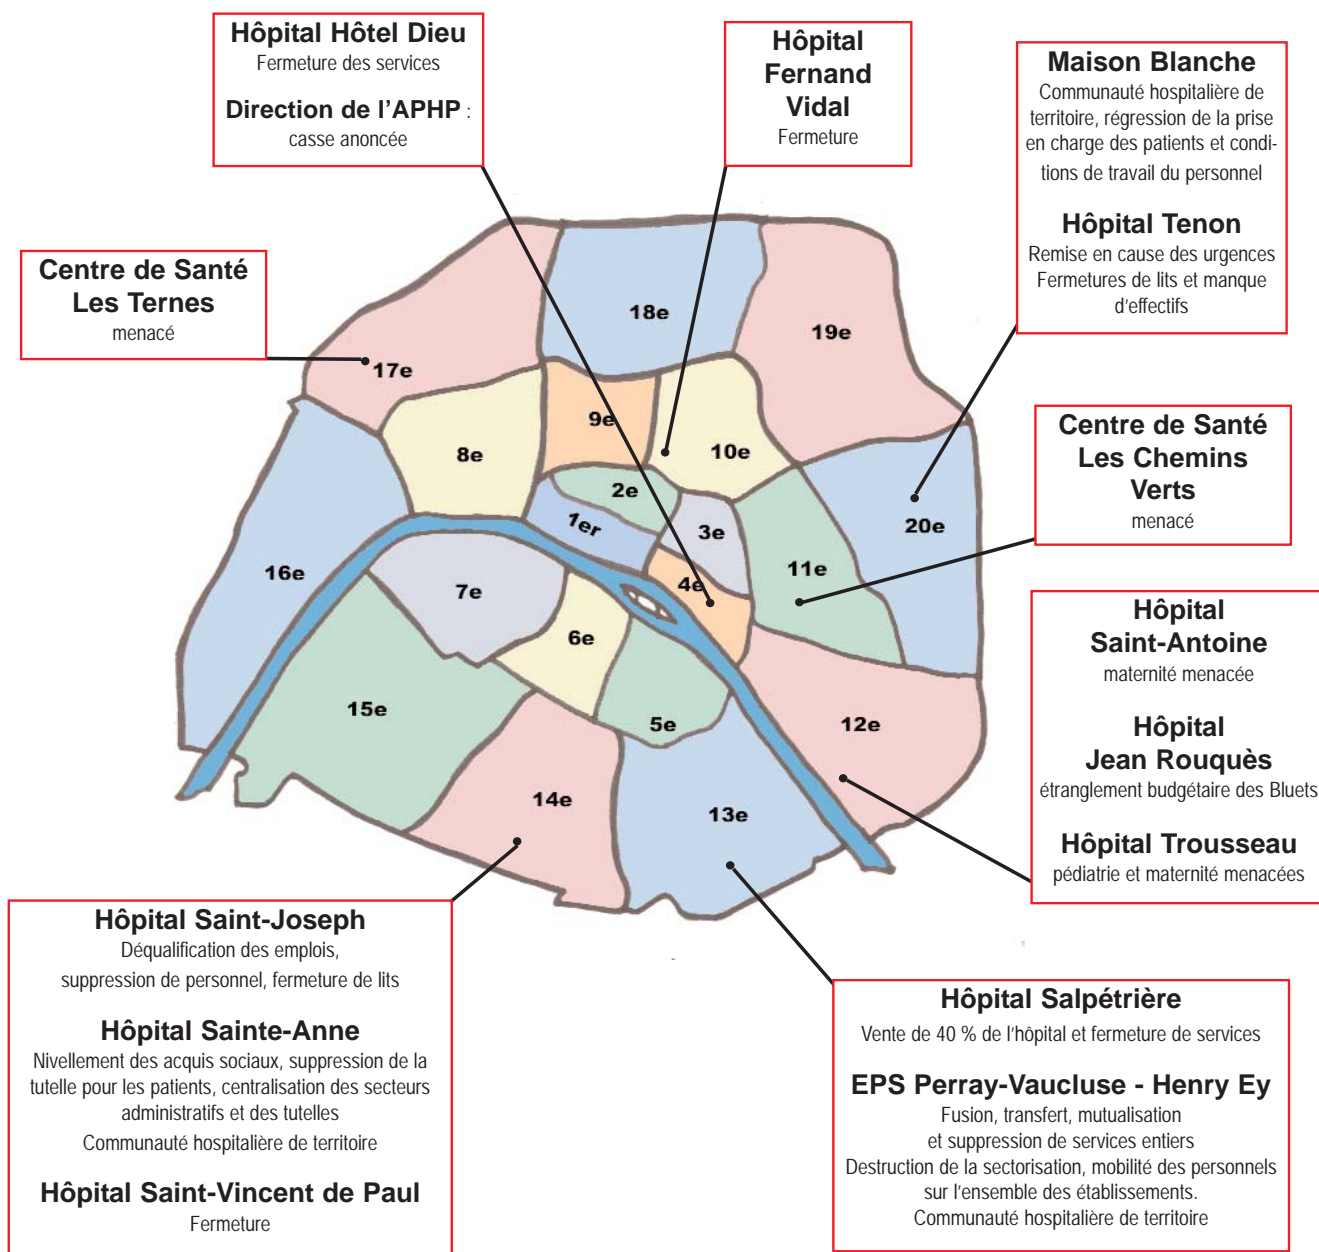 Hôpital Hôtel Dieu
Fermeture des services
Direction de l'APHP :
casse anoncée
Hôpital
Fernand
Vidal
Fermeture
Maison Blanche
Communauté hospitalière de
territoire, régression de la prise
en charge des patients et condi-
tions de travail du personnel
Hôpital Tenon
Remise en cause des urgences
Fermetures de lits et manque
d'effectifs
Centre de Santé
Les Ternes
menacé
Centre de Santé
Les Chemins
Verts
menacé
Hôpital
Saint-Antoine
maternité menacée
Hôpital
Jean Rouquès
étranglement budgétaire des Bluets
Hôpital Trousseau
pédiatrie et maternité menacées
18e
19e
17e
9e
8e
10e
2e
1er
3e
20e
16e
7e
4e
11e
6e
15e
5e
12e
14e
13e
Hôpital Saint-Joseph
Déqualification des emplois,
suppression de personnel, fermeture de lits
Hôpital Sainte-Anne
Nivellement des acquis sociaux, suppression de la
tutelle pour les patients, centralisation des secteurs
administratifs et des tutelles
Communauté hospitalière de territoire
Hôpital Saint-Vincent de Paul
Fermeture
Hôpital Salpétrière
Vente de 40 % de l'hôpital et fermeture de services
EPS Perray-Vaucluse - Henry Ey
Fusion, transfert, mutualisation
et suppression de services entiers
Destruction de la sectorisation, mobilité des personnels
sur l'ensemble des établissements.
Communauté hospitalière de territoire